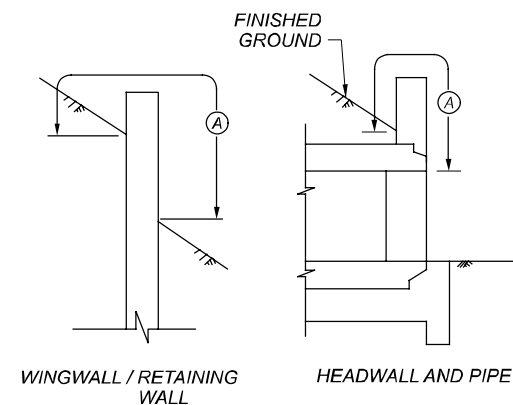 FINISHED
GROUND
A
A
WINGWALL / RETAINING
WALL
HEADWALL AND PIPE